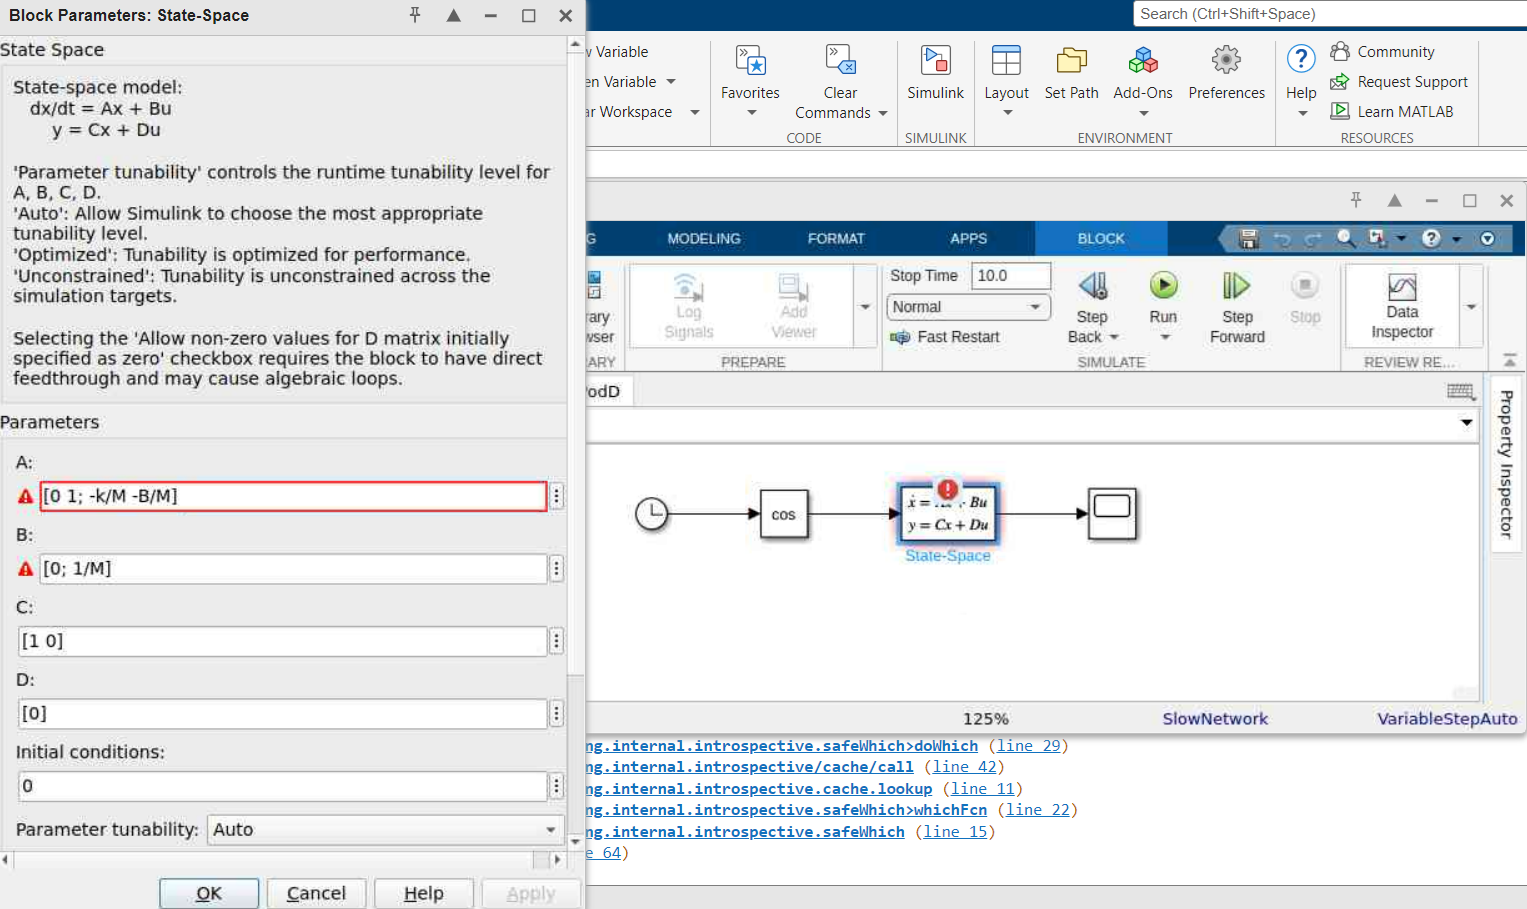 Block Parameters: State-Space
State Space
State-space model:
dx/dt = Ax + Bu
y = Cx + Du
'Parameter tunability' controls the runtime tunability level for
A, B, C, D.
'Auto': Allow Simulink to choose the most appropriate
tunability level.
'Optimized': Tunability is optimized for performance.
'Unconstrained': Tunability is unconstrained across the
simulation targets.
Selecting the 'Allow non-zero values for D matrix initially
specified as zero' checkbox requires the block to have direct
feedthrough and may cause algebraic loops.
Parameters
A:
[0 1; -k/M -B/M]
B:
[0; 1/M]
C:
[1 0]
D:
[0]
Initial conditions:
0
Parameter tunability: Auto
OK Cancel Help Apply
Search (Ctrl+Shift+Space)
Variable
en Variable
ar Workspace
Favorites
Clear
Commands
CODE
Simulink
SIMULINK
Layout
Set Path
Add-Ons
Preferences
ENVIRONMENT
Help
Community
Request Support
Learn MATLAB
RESOURCES
G MODELING FORMAT APPS BLOCK
rary
wser
ARY
Log
Signals
Add
Viewer
PREPARE
Stop Time 10.0
Normal
Fast Restart
Step
Back
Run
Step
Forward
Stop
SIMULATE
Data
Inspector
REVIEW RE...
odD
Property Inspector
cos
Bu
y = Cx + Du
State-Space
125% SlowNetwork VariableStepAuto
ng.internal.introspective.safeWhich>doWhich (line 29)
ng.internal.introspective/cache/call (line 42)
ng.internal.introspective.cache.lookup (line 11)
ng.internal.introspective.safeWhich>whichFcn (line 22)
ng.internal.introspective.safeWhich (line 15)
e 64)